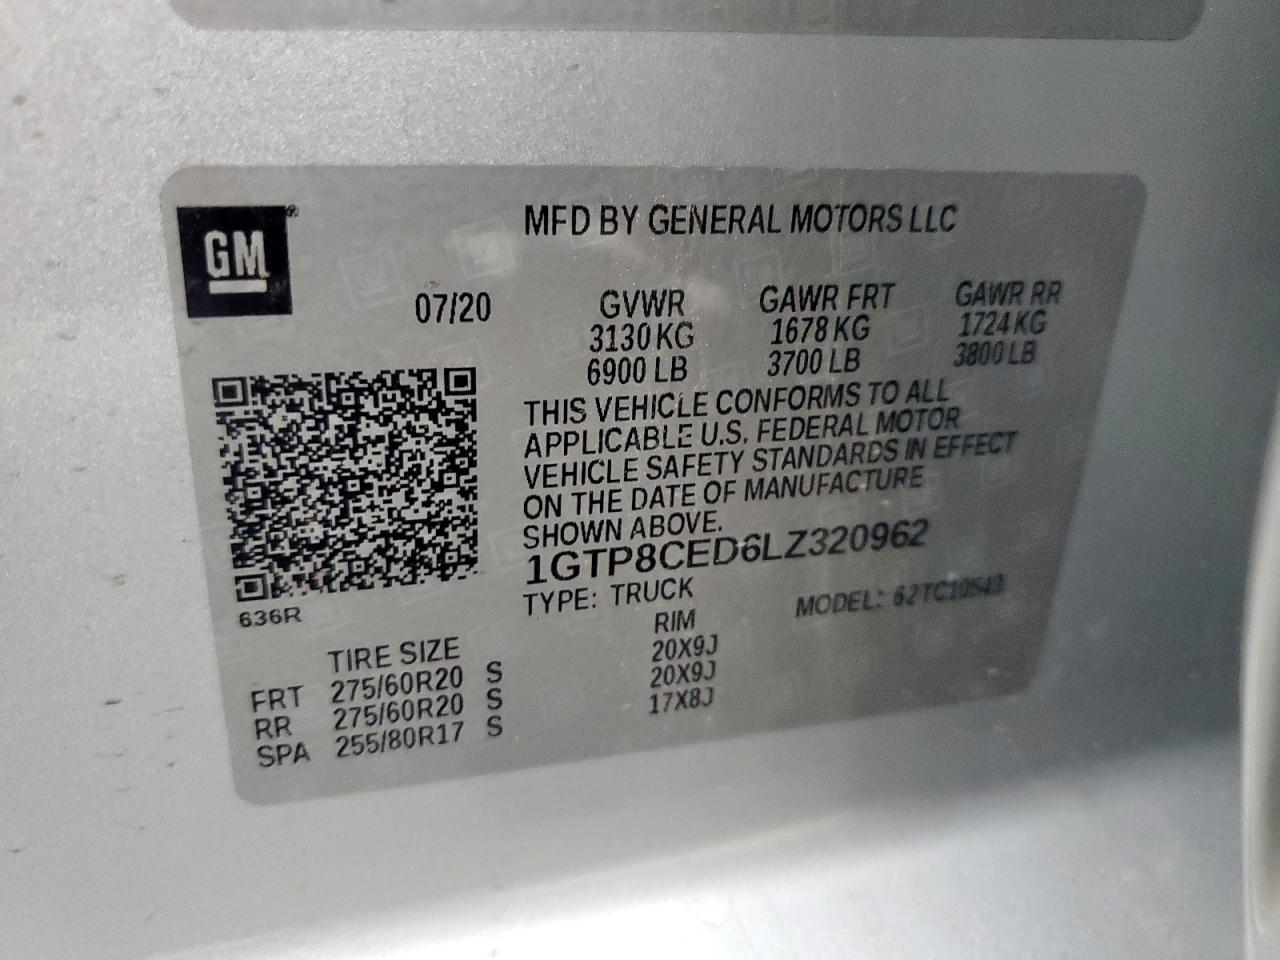 GM
MFD BY GENERAL MOTORS LLC
07/20 GVWR GAWR FRT GAWR RR
3130 KG 1678 KG 1724 KG
6900 LB 3700 LB 3800 LB
THIS VEHICLE CONFORMS TO ALL
APPLICABLE U.S. FEDERAL MOTOR
VEHICLE SAFETY STANDARDS IN EFFECT
ON THE DATE OF MANUFACTURE
SHOWN ABOVE.
1GTP8CED6LZ320962
TYPE: TRUCK MODEL: 62TC10543
636R
TIRE SIZE RIM
FRT 275/60R20 S 20X9J
RR 275/60R20 S 20X9J
SPA 255/80R17 S 17X8J